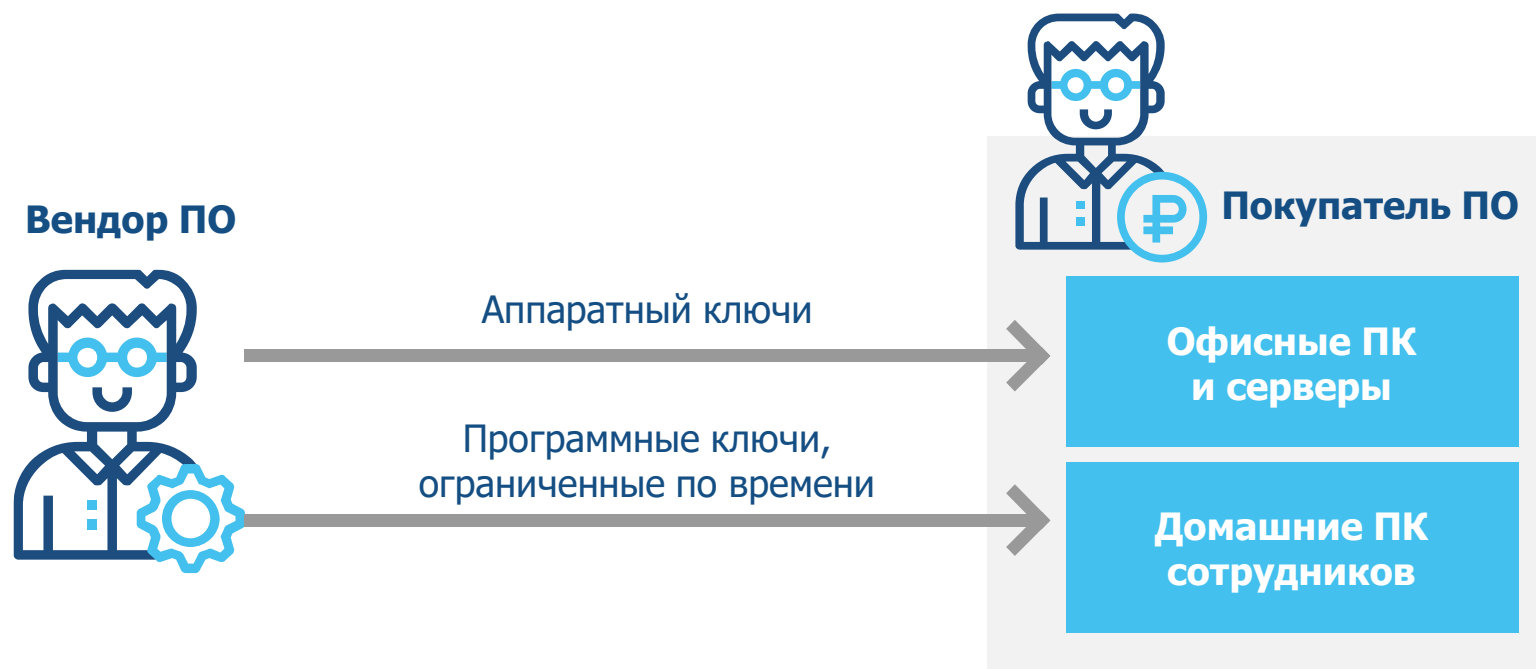 Вендор ПО
Покупатель ПО
Аппаратный ключи
Офисные ПК
и серверы
Программные ключи,
ограниченные по времени
Домашние ПК
сотрудников